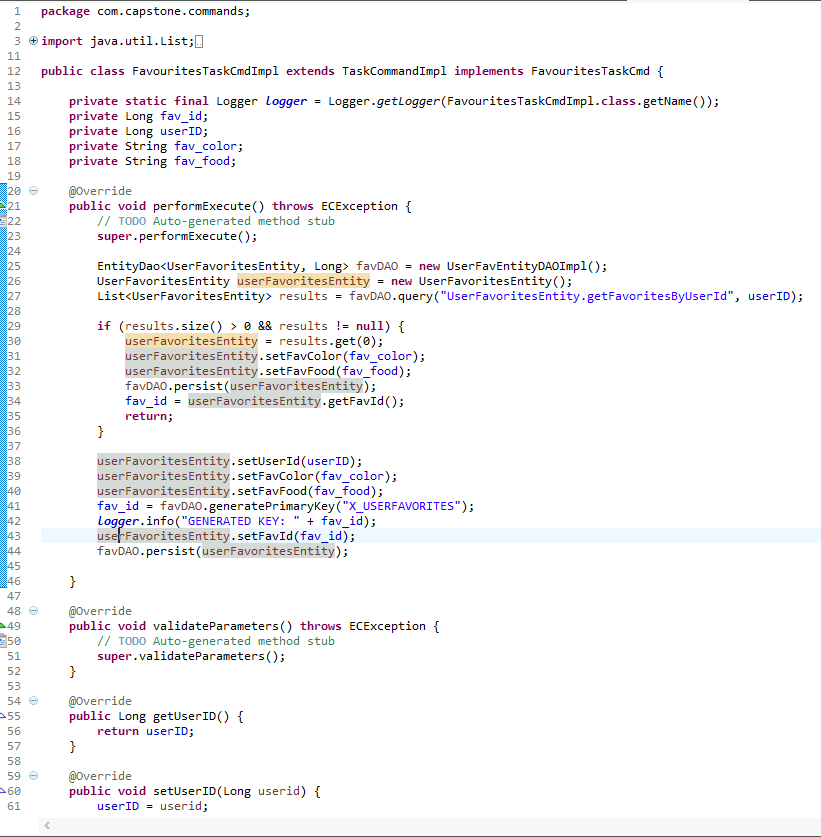 1 package com.capstone.commands;
2
3 import java.util.List;
11
12 public class FavouritesTaskCmdImpl extends TaskCommandImpl implements FavouritesTaskCmd {
13
14     private static final Logger logger = Logger.getLogger(FavouritesTaskCmdImpl.class.getName());
15     private Long fav_id;
16     private Long userID;
17     private String fav_color;
18     private String fav_food;
19
20     @Override
21     public void performExecute() throws ECException {
22         // TODO Auto-generated method stub
23         super.performExecute();
24
25         EntityDao<UserFavoritesEntity, Long> favDAO = new UserFavEntityDAOImpl();
26         UserFavoritesEntity userFavoritesEntity = new UserFavoritesEntity();
27         List<UserFavoritesEntity> results = favDAO.query("UserFavoritesEntity.getFavoritesByUserId", userID);
28
29         if (results.size() > 0 && results != null) {
30             userFavoritesEntity = results.get(0);
31             userFavoritesEntity.setFavColor(fav_color);
32             userFavoritesEntity.setFavFood(fav_food);
33             favDAO.persist(userFavoritesEntity);
34             fav_id = userFavoritesEntity.getFavId();
35             return;
36         }
37
38         userFavoritesEntity.setUserId(userID);
39         userFavoritesEntity.setFavColor(fav_color);
40         userFavoritesEntity.setFavFood(fav_food);
41         fav_id = favDAO.generatePrimaryKey("X_USERFAVORITES");
42         logger.info("GENERATED KEY: " + fav_id);
43         userFavoritesEntity.setFavId(fav_id);
44         favDAO.persist(userFavoritesEntity);
45
46     }
47
48     @Override
49     public void validateParameters() throws ECException {
50         // TODO Auto-generated method stub
51         super.validateParameters();
52     }
53
54     @Override
55     public Long getUserID() {
56         return userID;
57     }
58
59     @Override
60     public void setUserID(Long userid) {
61         userID = userid;